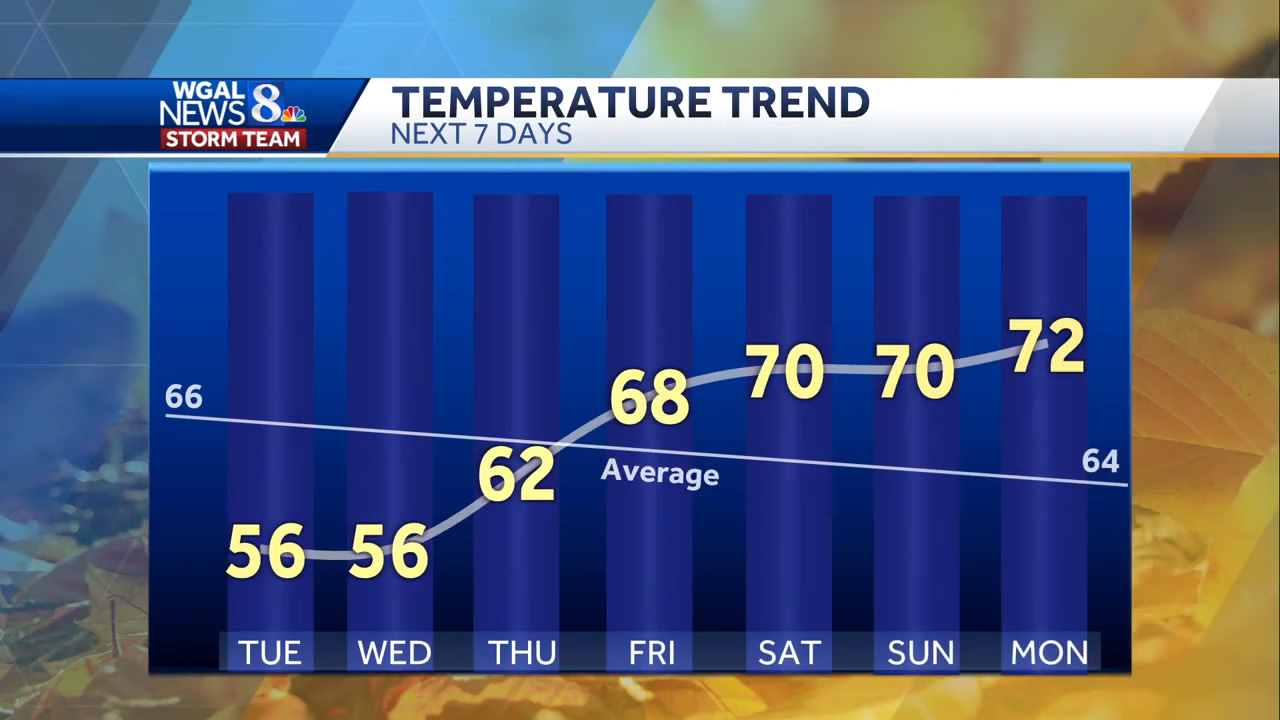 WGAL
NEWS 8
STORM TEAM
TEMPERATURE TREND
NEXT 7 DAYS
66
56 56 62 68 70 70 72
Average
64
TUE WED THU FRI SAT SUN MON